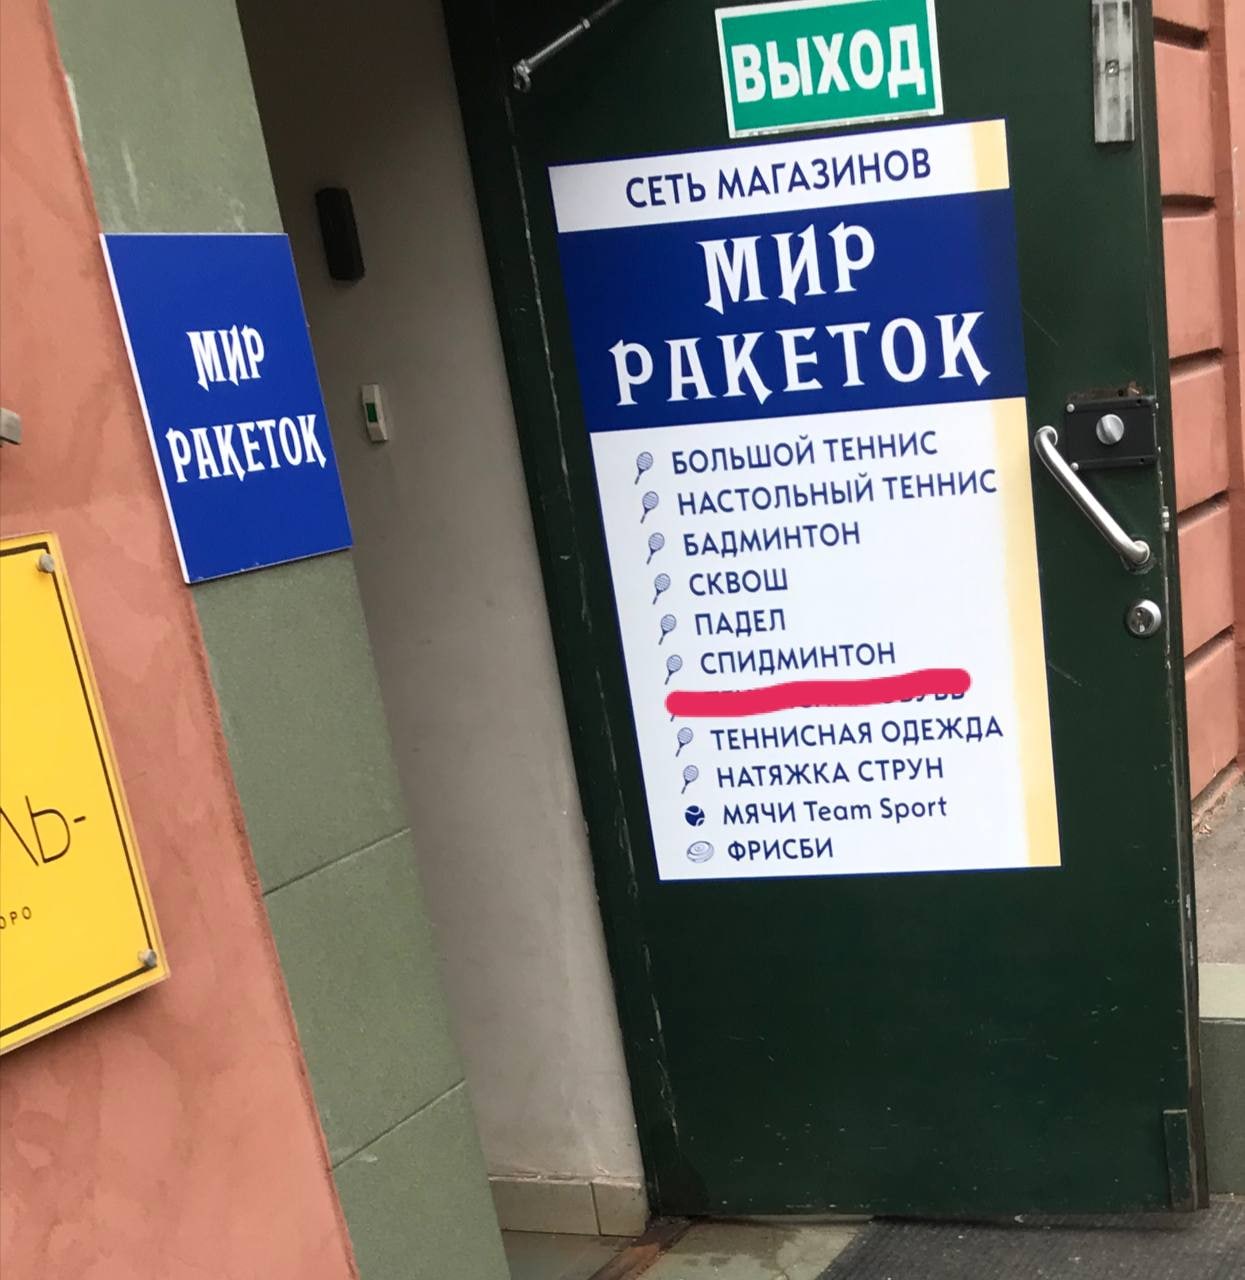 ВЫХОД
СЕТЬ МАГАЗИНОВ
МИР
РАКЕТОК
БОЛЬШОЙ ТЕННИС
НАСТОЛЬНЫЙ ТЕННИС
БАДМИНТОН
СКВОШ
ПАДЕЛ
СПИДМИНТОН
ТЕННИСНАЯ ОДЕЖДА
НАТЯЖКА СТРУН
МЯЧИ Team Sport
ФРИСБИ
МИР
РАКЕТОК